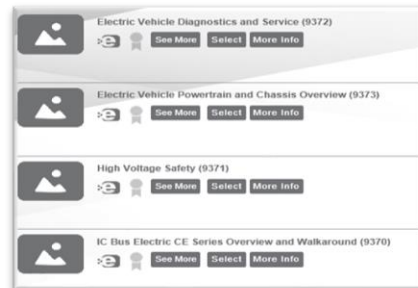 Electric Vehicle Diagnostics and Service (9372)
See More Select More Info
Electric Vehicle Powertrain and Chassis Overview (9373)
See More Select More Info
High Voltage Safety (9371)
See More Select More Info
IC Bus Electric CE Series Overview and Walkaround (9370)
See More Select More Info